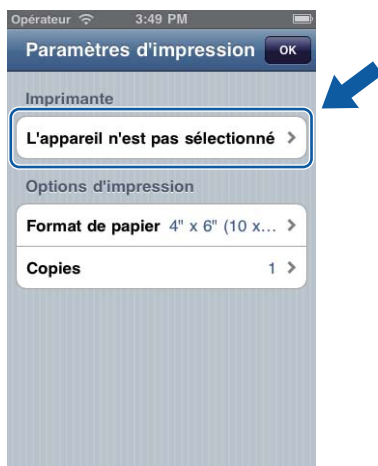 Opérateur 3:49 PM
Paramètres d'impression OK
Imprimante
L'appareil n'est pas sélectionné >
Options d'impression
Format de papier 4" x 6" (10 x... >
Copies 1 >